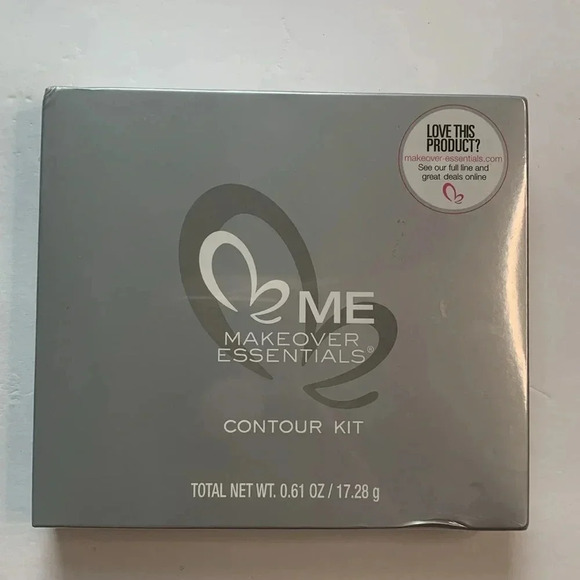 LOVE THIS
PRODUCT?
makeover-essentials.com
See our full line and
great deals online
ME
MAKEOVER
ESSENTIALS®
CONTOUR KIT
TOTAL NET WT. 0.61 OZ / 17.28 g